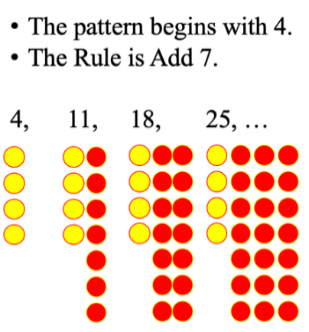 • The pattern begins with 4.
• The Rule is Add 7.
4, 11, 18, 25, …